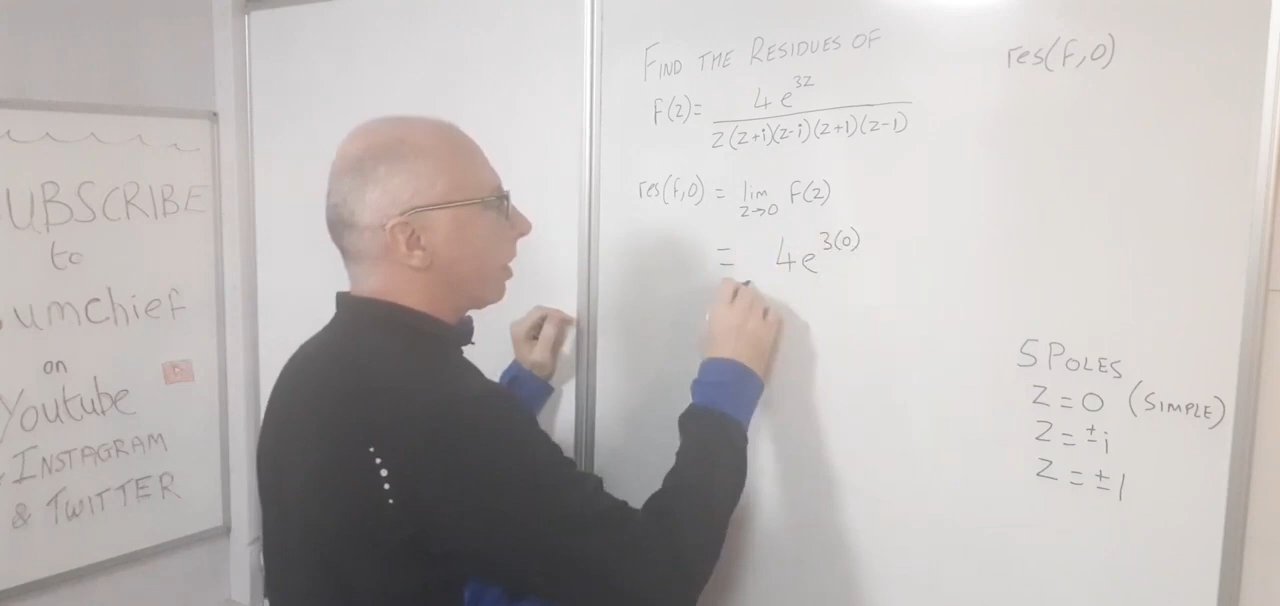 UBSCRIBE
to
umchief
on
Youtube
INSTAGRAM
& TWITTER
FIND THE RESIDUES OF
F(z)= 4e^{3z} / z(z+i)(z-i)(z+1)(z-1)
res(f,0) = lim_{z→0} F(z)
= 4e^{3(0)}
res(f,0)
5 POLES
z=0 (SIMPLE)
z=±i
z=±1